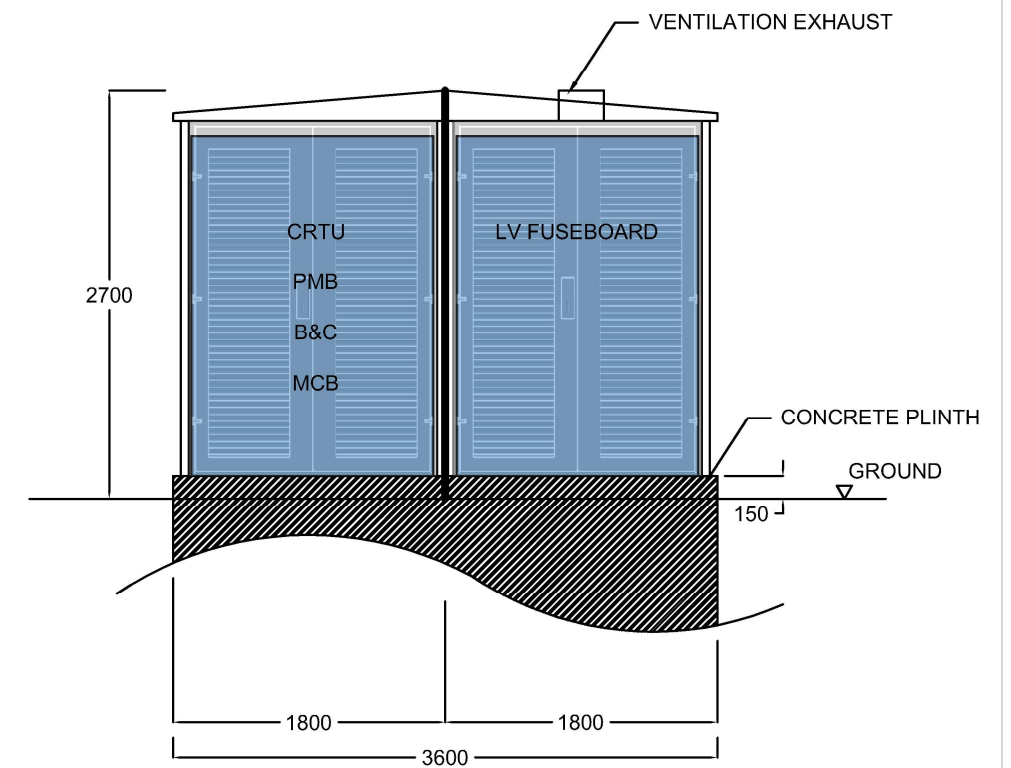 VENTILATION EXHAUST
CRTU
LV FUSEBOARD
PMB
2700
B&C
MCB
CONCRETE PLINTH
GROUND
150
1800
1800
3600